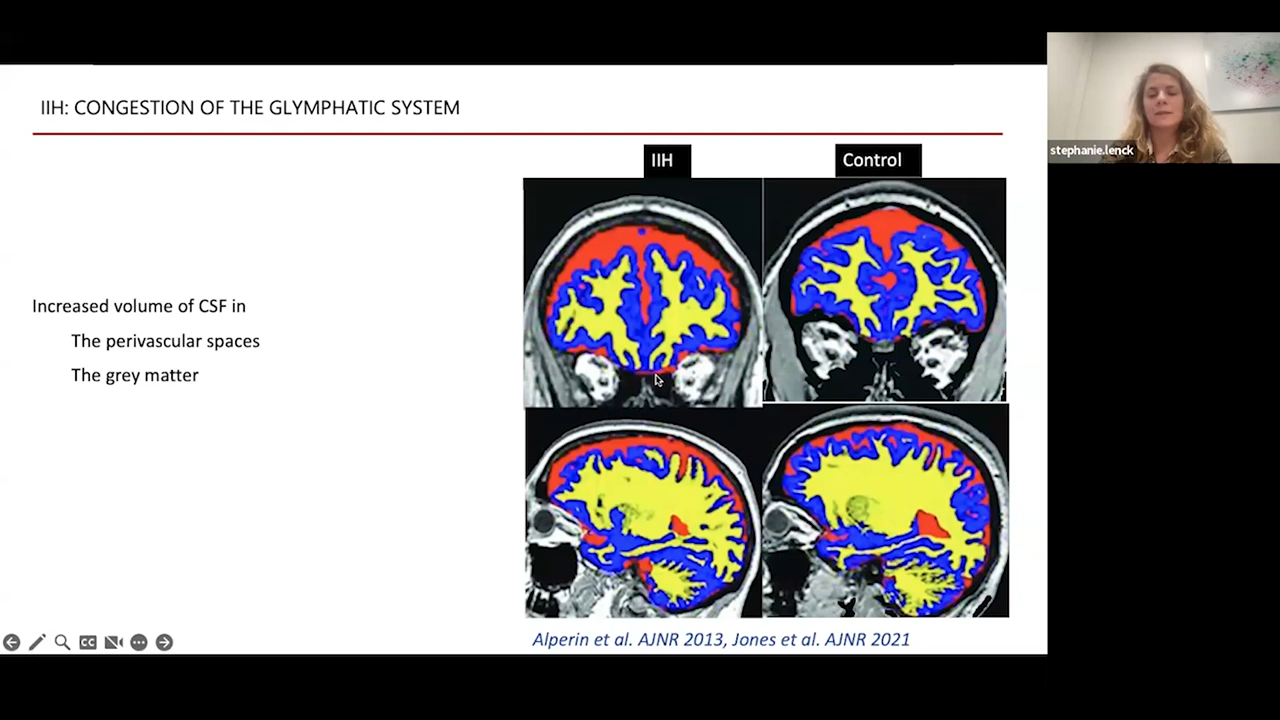 IIH: CONGESTION OF THE GLYMPHATIC SYSTEM
stephanie.lenck
IIH
Control
Increased volume of CSF in
The perivascular spaces
The grey matter
CC
Alperin et al. AJNR 2013, Jones et al. AJNR 2021